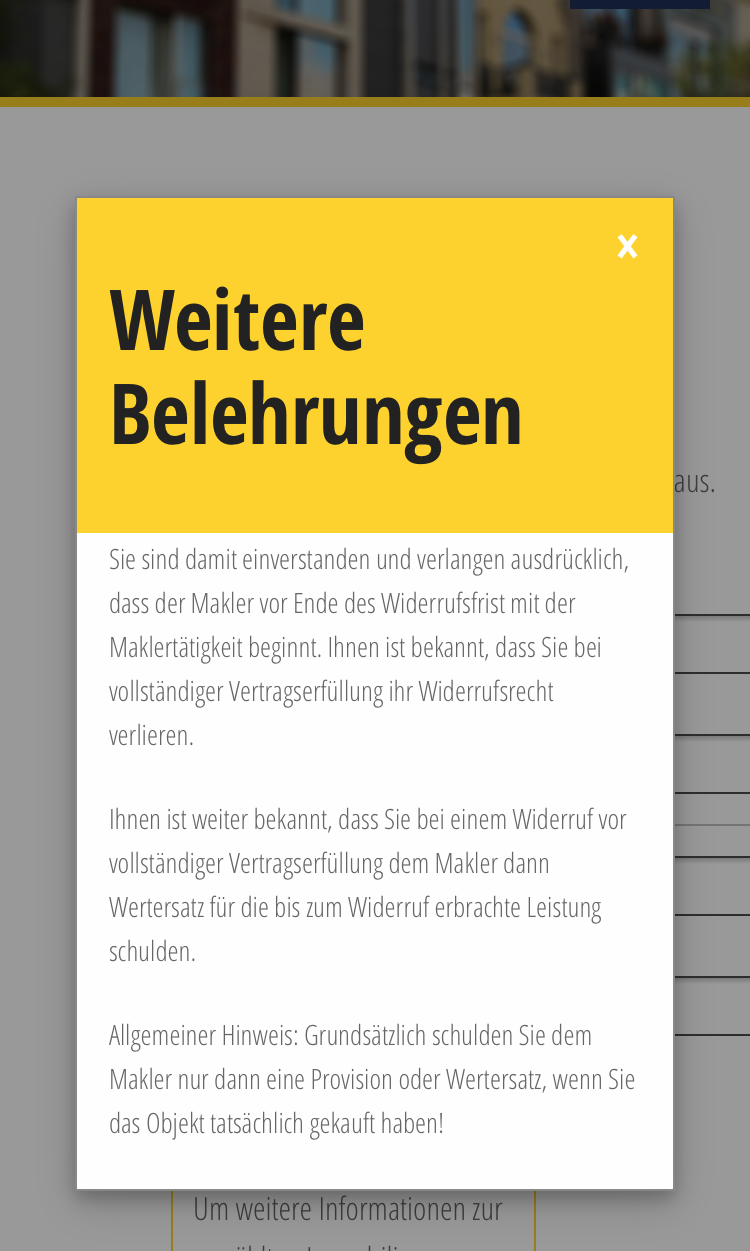 x
Weitere
Belehrungen
aus.
Sie sind damit einverstanden und verlangen ausdrücklich,
dass der Makler vor Ende des Widerrufsfrist mit der
Maklertätigkeit beginnt. Ihnen ist bekannt, dass Sie bei
vollständiger Vertragserfüllung ihr Widerrufsrecht
verlieren.
Ihnen ist weiter bekannt, dass Sie bei einem Widerruf vor
vollständiger Vertragserfüllung dem Makler dann
Wertersatz für die bis zum Widerruf erbrachte Leistung
schulden.
Allgemeiner Hinweis: Grundsätzlich schulden Sie dem
Makler nur dann eine Provision oder Wertersatz, wenn Sie
das Objekt tatsächlich gekauft haben!
Um weitere Informationen zur